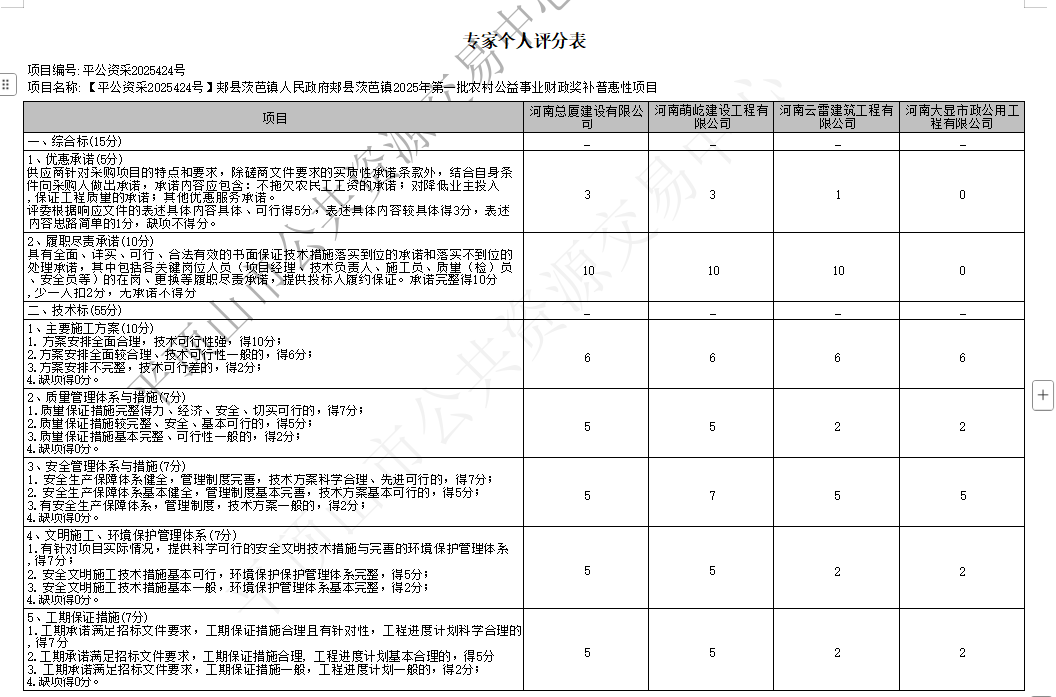 专家个人评分表
项目编号: 平公资采2025424号
项目名称: 【平公资采2025424号】郏县茨芭镇人民政府郏县茨芭镇2025年第一批农村公益事业财政奖补普惠性项目
项目 河南总厦建设有限公司 河南萌屹建设工程有限公司 河南云雷建筑工程有限公司 河南大显市政公用工程有限公司
一、综合标(15分) — — — —
1、优惠承诺(5分)
供应商针对采购项目的特点和要求，除磋商文件要求的实质性承诺条款外，结合自身条
件向采购人做出承诺，承诺内容应包含：不拖欠农民工工资的承诺；对降低业主投入
,保证工程质量的承诺；其他优惠服务承诺。
评委根据响应文件的表述具体内容具体、可行得5分，表述具体内容较具体得3分，表述
内容思路简单的1分，缺项不得分。
3 3 1 0
2、履职尽责承诺(10分)
具有全面、详实、可行、合法有效的书面保证技术措施落实到位的承诺和落实不到位的
处理承诺，其中包括各关键岗位人员（项目经理、技术负责人、施工员、质量（检）员
、安全员等）的在岗、更换等履职尽责承诺，提供投标人履约保证。承诺完整得10分
,少一人扣2分，无承诺不得分
10 10 10 0
二、技术标(55分) — — — —
1、主要施工方案(10分)
1. 方案安排全面合理，技术可行性强，得10分；
2.方案安排全面较合理、技术可行性一般的，得6分；
3.方案安排不完整，技术可行差的，得2分；
4.缺项得0分。
6 6 6 6
2、质量管理体系与措施(7分)
1.质量保证措施完整得力、经济、安全、切实可行的，得7分；
2.质量保证措施较完整、安全、基本可行的，得5分；
3.质量保证措施基本完整、可行性一般的，得2分；
4.缺项得0分。
5 5 2 2
3、安全管理体系与措施(7分)
1. 安全生产保障体系健全，管理制度完善，技术方案科学合理、先进可行的，得7分；
2. 安全生产保障体系基本健全，管理制度基本完善，技术方案基本可行的，得5分；
3.有安全生产保障体系，管理制度，技术方案一般的，得2分；
4.缺项得0分。
5 7 5 5
4、文明施工、环境保护管理体系(7分)
1.有针对项目实际情况，提供科学可行的安全文明技术措施与完善的环境保护管理体系
,得7分；
2. 安全文明施工技术措施基本可行，环境保护保护管理体系完整，得5分；
3. 安全文明施工技术措施基本一般，环境保护管理体系基本完整，得2分；
4.缺项得0分。
5 5 2 2
5、工期保证措施(7分)
1.工期承诺满足招标文件要求，工期保证措施合理且有针对性，工程进度计划科学合理的
,得7分
2.工期承诺满足招标文件要求，工期保证措施合理，工程进度计划基本合理的，得5分
3. 工期承诺满足招标文件要求，工期保证措施一般，工程进度计划一般的，得2分；
4.缺项得0分。
5 5 2 2
平顶山市公共资源交易中心
平顶山市公共资源交易中心